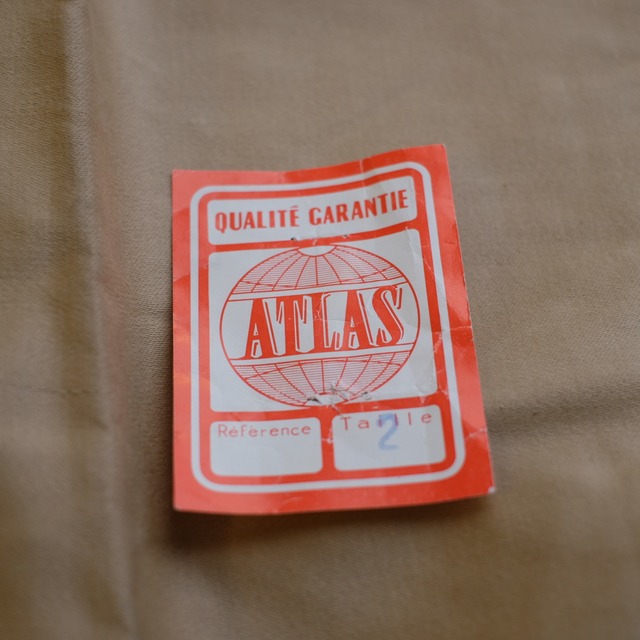 QUALITÉ GARANTIE
ATLAS
Référence
Taille
2